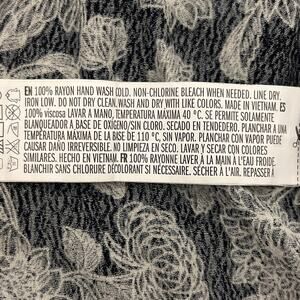 EN 100% RAYON HAND WASH COLD. NON-CHLORINE BLEACH WHEN NEEDED. LINE DRY.
IRON LOW. DO NOT DRY CLEAN.WASH AND DRY WITH LIKE COLORS. MADE IN VIETNAM. ES
100% viscosa LAVAR A MANO, TEMPERATURA MÁXIMA 40 °C. SE PERMITE SOLAMENTE
BLANQUEADOR A BASE DE OXÍGENO/SIN CLORO. SECADO EN TENDEDERO. PLANCHAR A UNA
TEMPERATURA MÁXIMA DE LA BASE DE 110 °C, SIN VAPOR. PLANCHAR CON VAPOR PUEDE
CAUSAR DAÑO IRREVERSIBLE. NO LIMPIEZA EN SECO. LAVAR Y SECAR CON COLORES
SIMILARES. HECHO EN VIETNAM. FR 100% RAYONNE LAVER À LA MAIN À L'EAU FROIDE.
BLANCHIR SANS CHLORURE DÉCOLORANT SI NÉCESSAIRE. SÉCHER À L'AIR. REPASSER À